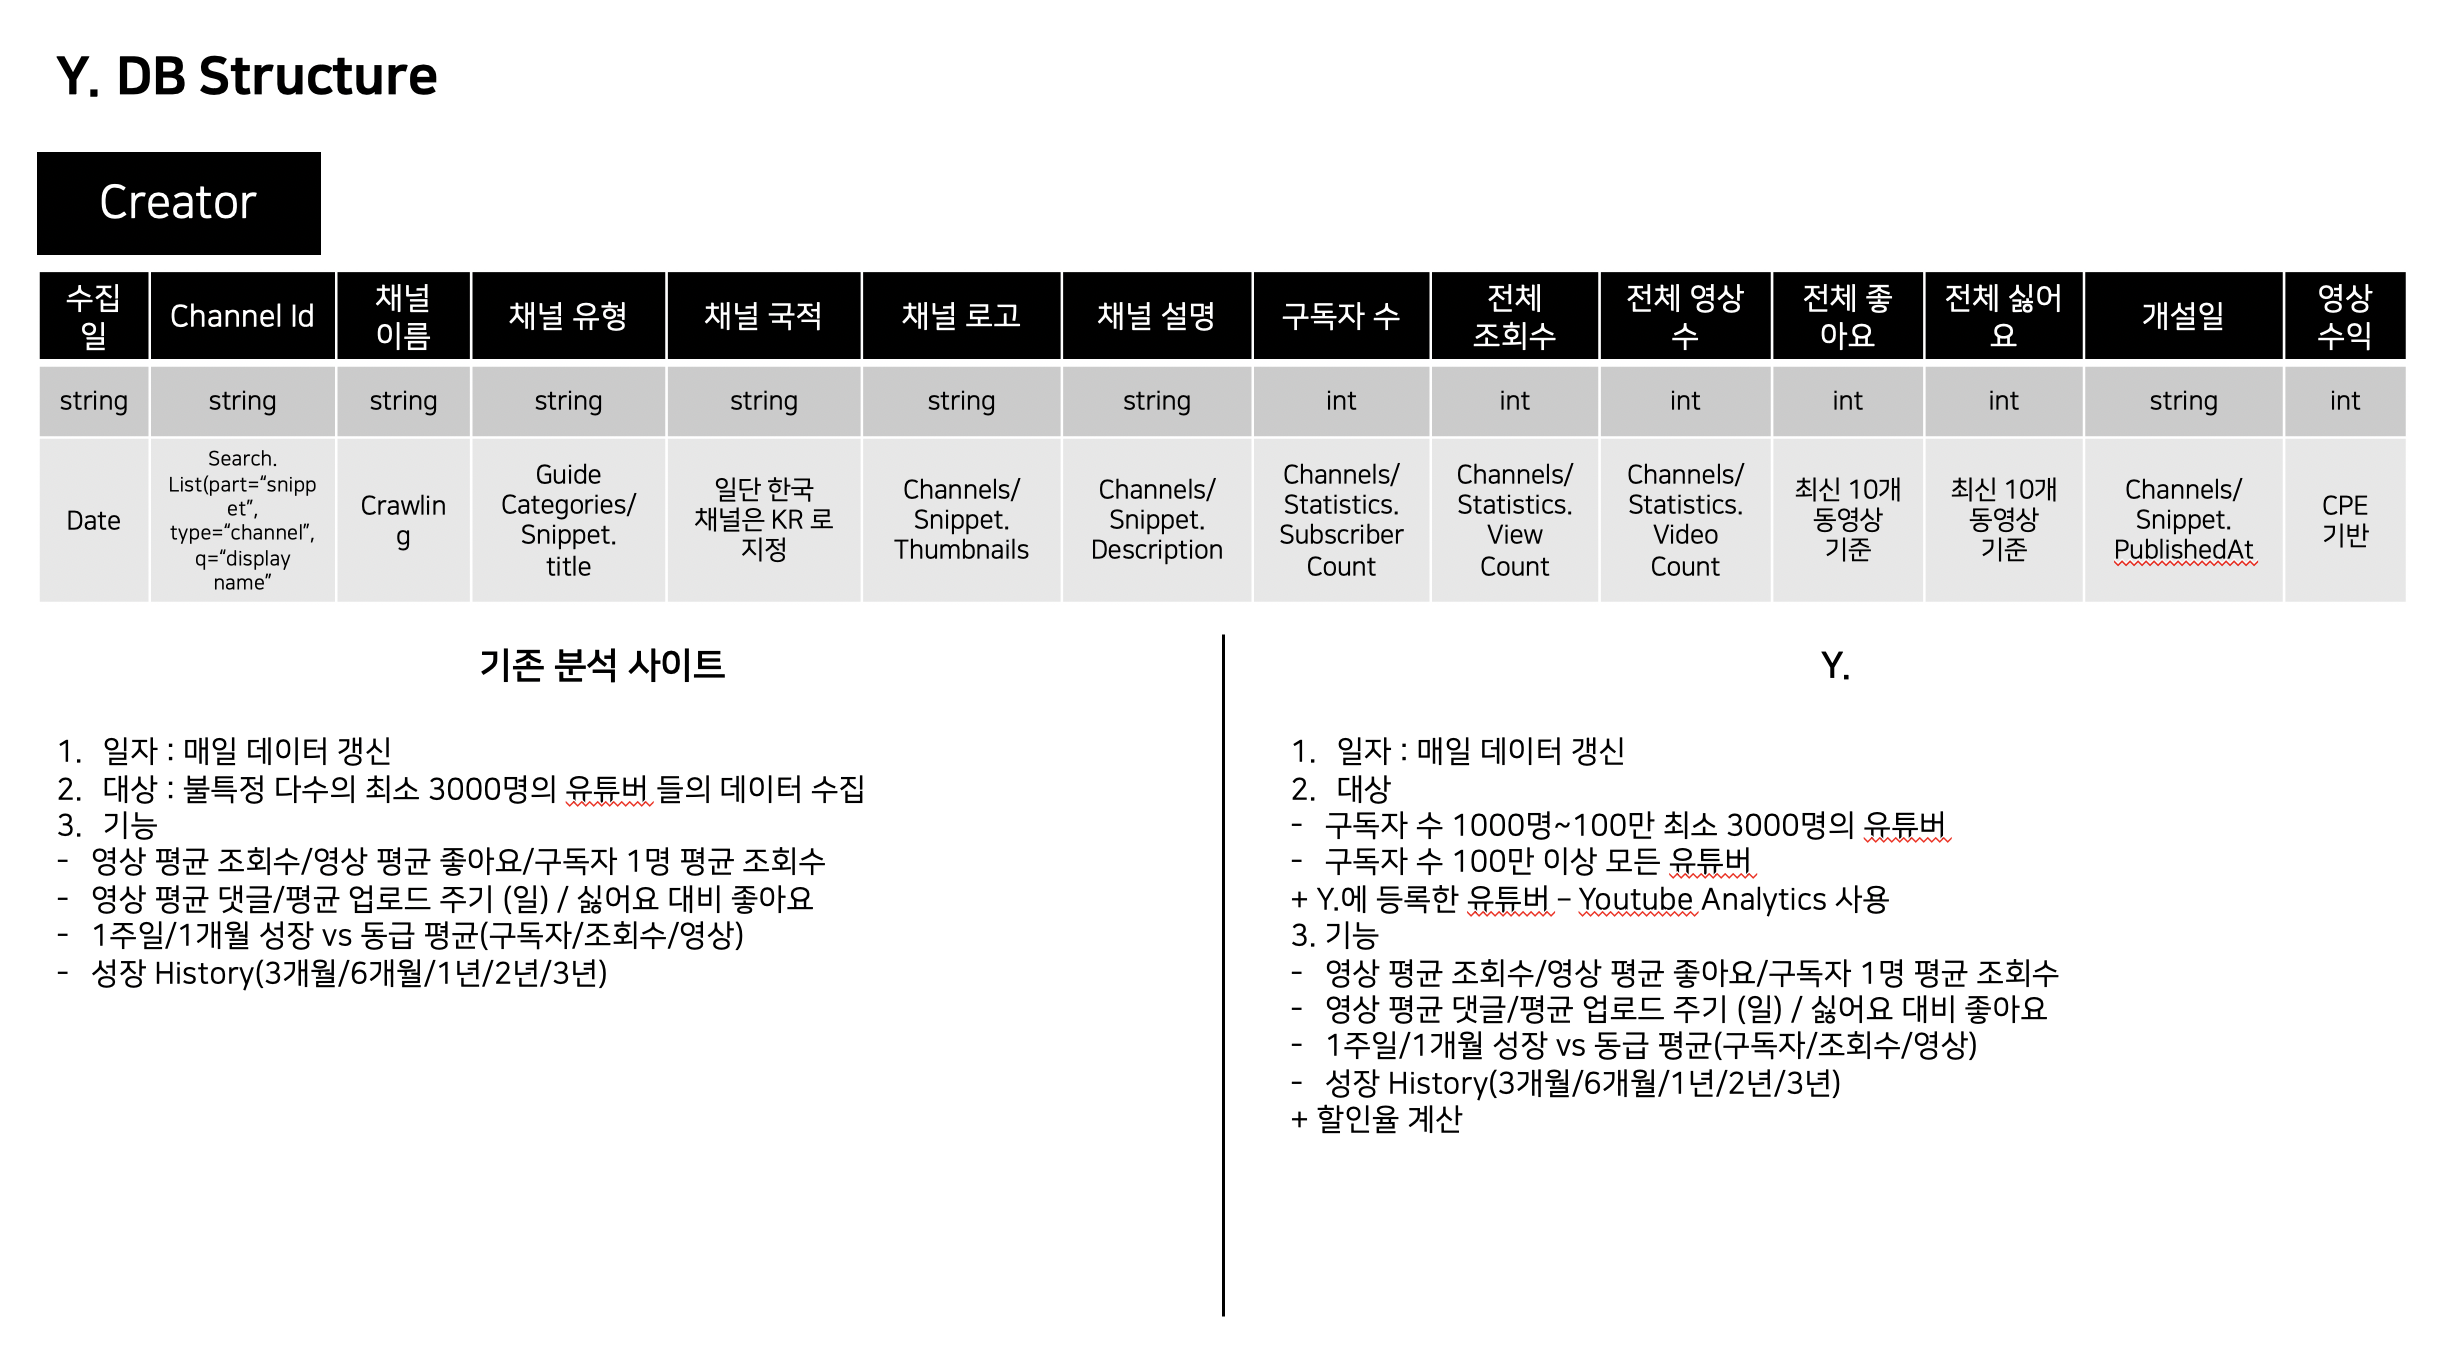 Y. DB Structure
Creator
수집
일
Channel Id
채널
이름
채널 유형
채널 국적
채널 로고
채널 설명
구독자 수
전체
조회수
전체 영상
수
전체 좋
아요
전체 싫어
요
개설일
영상
수익
string
string
string
string
string
string
string
int
int
int
int
int
string
int
Date
Search.
List(part=“snipp
et”,
type=“channel”,
q=“display
name”
Crawlin
g
Guide
Categories/
Snippet.
title
일단 한국
채널은 KR 로
지정
Channels/
Snippet.
Thumbnails
Channels/
Snippet.
Description
Channels/
Statistics.
Subscriber
Count
Channels/
Statistics.
View
Count
Channels/
Statistics.
Video
Count
최신 10개
동영상
기준
최신 10개
동영상
기준
Channels/
Snippet.
PublishedAt
CPE
기반
기존 분석 사이트
1. 일자 : 매일 데이터 갱신
2. 대상 : 불특정 다수의 최소 3000명의 유튜버 들의 데이터 수집
3. 기능
- 영상 평균 조회수/영상 평균 좋아요/구독자 1명 평균 조회수
- 영상 평균 댓글/평균 업로드 주기 (일) / 싫어요 대비 좋아요
- 1주일/1개월 성장 vs 동급 평균(구독자/조회수/영상)
- 성장 History(3개월/6개월/1년/2년/3년)
Y.
1. 일자 : 매일 데이터 갱신
2. 대상
- 구독자 수 1000명~100만 최소 3000명의 유튜버
- 구독자 수 100만 이상 모든 유튜버
+ Y.에 등록한 유튜버 – Youtube Analytics 사용
3. 기능
- 영상 평균 조회수/영상 평균 좋아요/구독자 1명 평균 조회수
- 영상 평균 댓글/평균 업로드 주기 (일) / 싫어요 대비 좋아요
- 1주일/1개월 성장 vs 동급 평균(구독자/조회수/영상)
- 성장 History(3개월/6개월/1년/2년/3년)
+ 할인율 계산